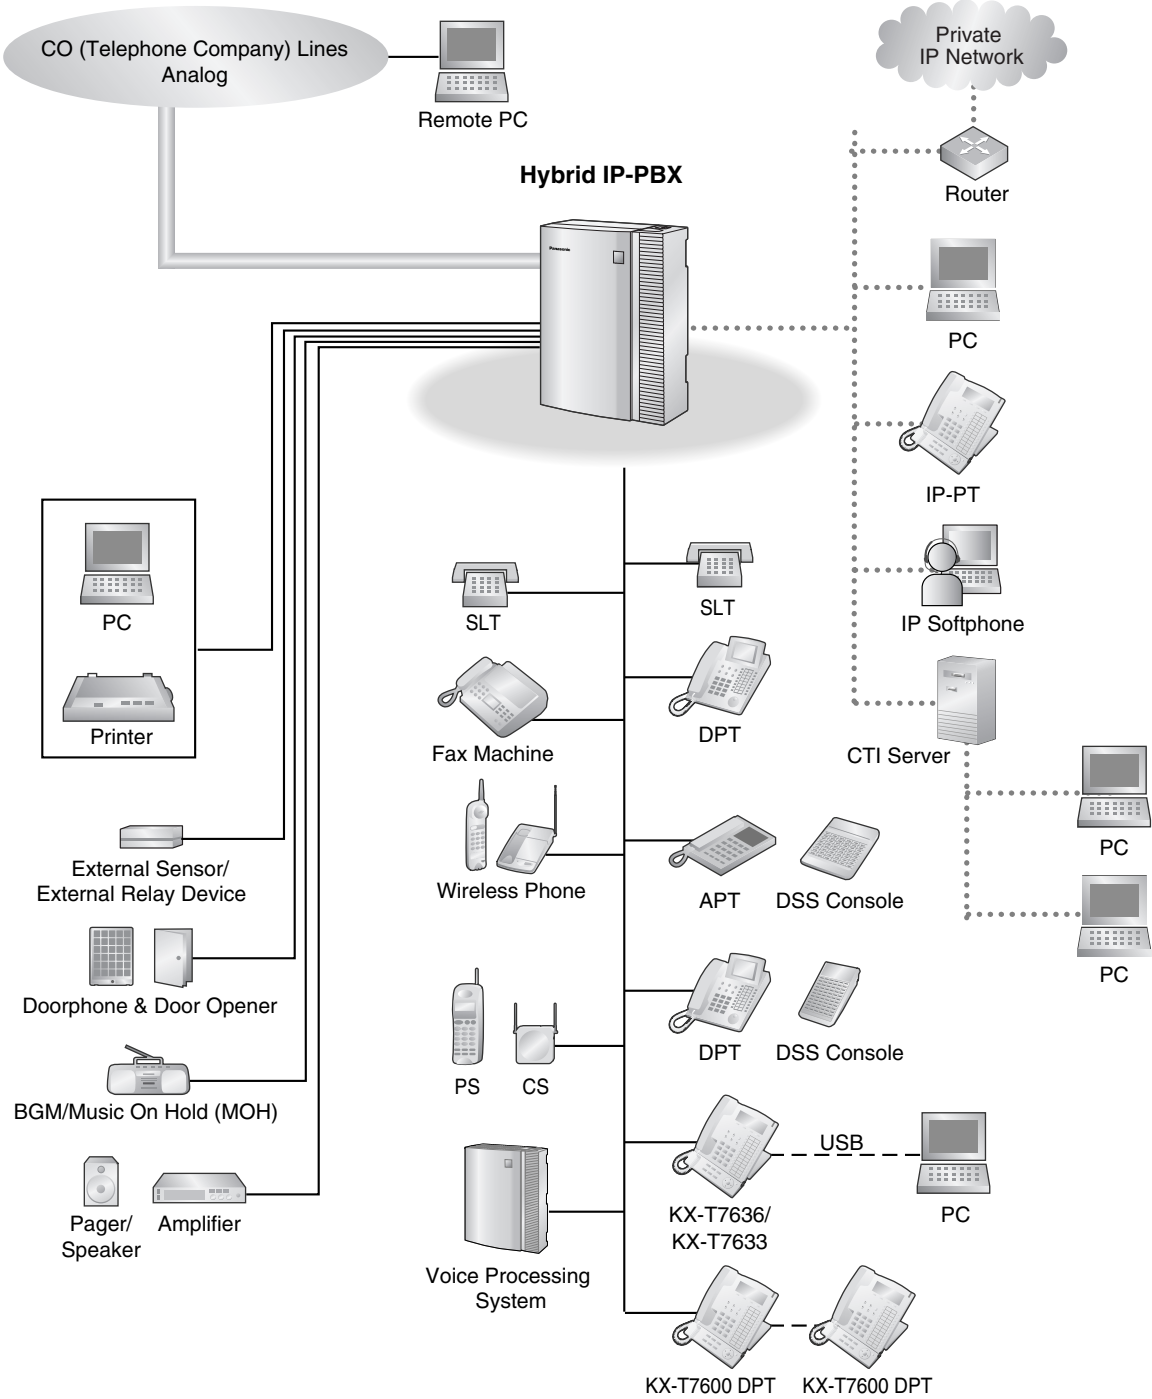 CO (Telephone Company) Lines
Analog
Remote PC
Private
IP Network
Router
Hybrid IP-PBX
Panasonic
PC
IP-PT
IP Softphone
CTI Server
PC
PC
PC
Printer
External Sensor/
External Relay Device
Doorphone & Door Opener
BGM/Music On Hold (MOH)
Pager/
Speaker
Amplifier
SLT
SLT
Fax Machine
DPT
Wireless Phone
APT
DSS Console
PS
CS
DPT
DSS Console
Voice Processing
System
KX-T7636/
KX-T7633
USB
PC
KX-T7600 DPT
KX-T7600 DPT